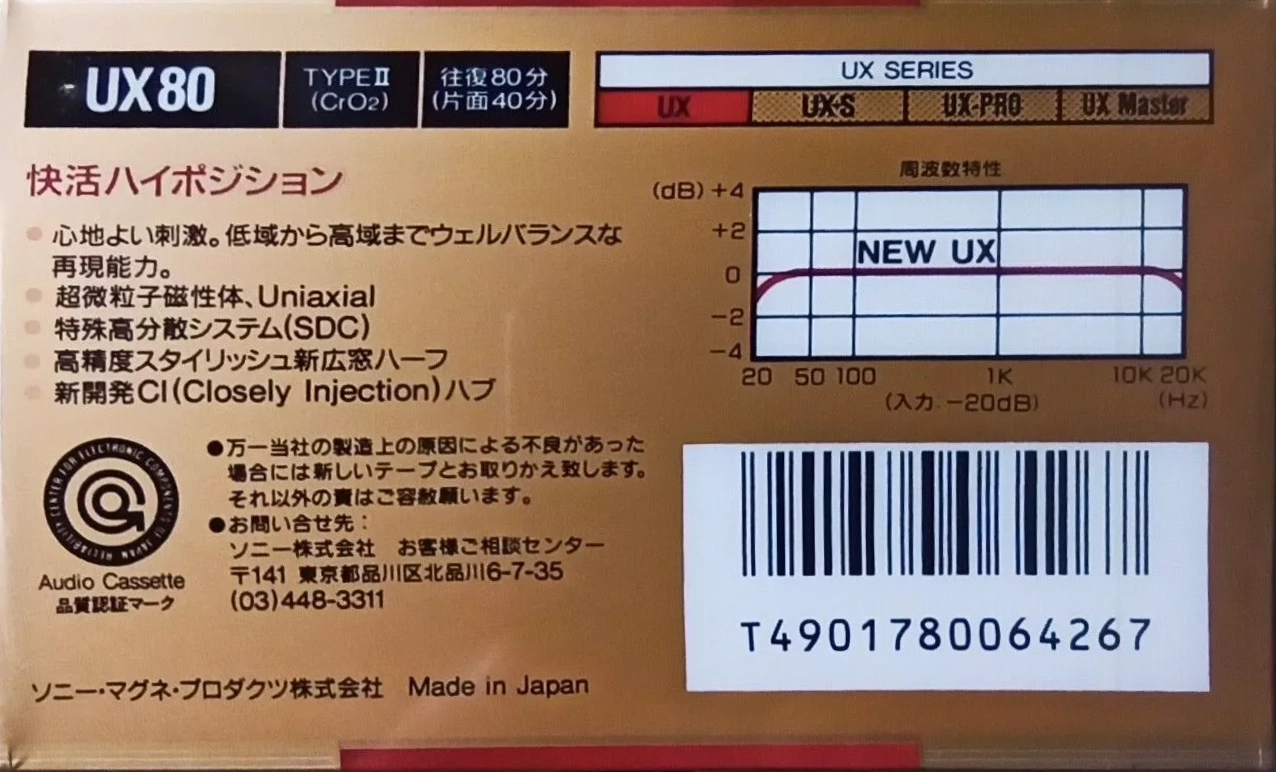 UX80
TYPEⅡ
(CrO2)
往復80分
(片面40分)
UX SERIES
UX UX-S UX-PRO UX Master
快活ハイポジション
心地よい刺激。低域から高域までウェルバランスな
再現能力。
超微粒子磁性体、Uniaxial
特殊高分散システム(SDC)
高精度スタイリッシュ新広窓ハーフ
新開発CI(Closely Injection)ハブ
周波数特性
(dB) +4
+2
0
−2
−4
NEW UX
20 50 100 1K 10K 20K
(入力 −20dB) (Hz)
RELIABILITY CENTER FOR ELECTRONIC COMPONENTS OF JAPAN
Audio Cassette
品質認証マーク
●万一当社の製造上の原因による不良があった
場合には新しいテープとお取りかえ致します。
それ以外の責はご容赦願います。
●お問い合せ先：
ソニー株式会社 お客様ご相談センター
〒141 東京都品川区北品川6-7-35
(03)448-3311
ソニー・マグネ・プロダクツ株式会社 Made in Japan
T4901780064267